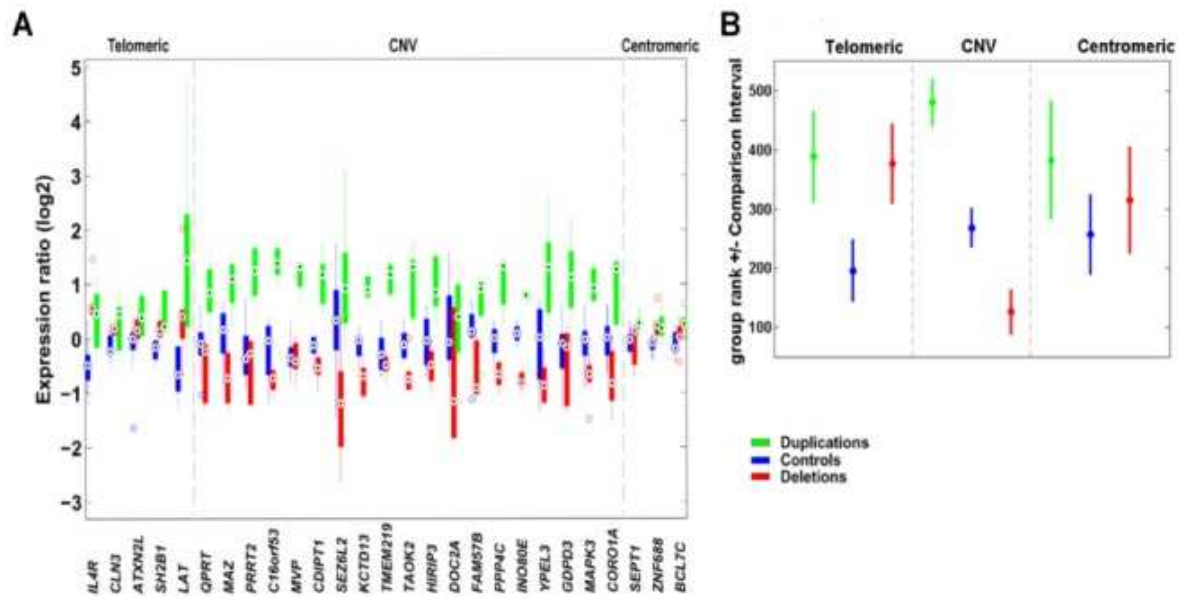 A
Telomeric CNV Centromeric
Expression ratio (log2)
5
4
3
2
1
0
−1
−2
−3
IL4R
CLN3
ATXN2L
SH2B1
LAT
QPRT
MAZ
PRRT2
C16orf53
MVP
CDIPT1
SEZ6L2
KCTD13
TMEM219
TAOK2
HIRIP3
DOC2A
FAM57B
PPP4C
INO80E
YPEL3
GDPD3
MAPK3
CORO1A
SEPT1
ZNF688
BCL7C
B
Telomeric CNV Centromeric
group rank +/- Comparison Interval
500
400
300
200
100
Duplications
Controls
Deletions